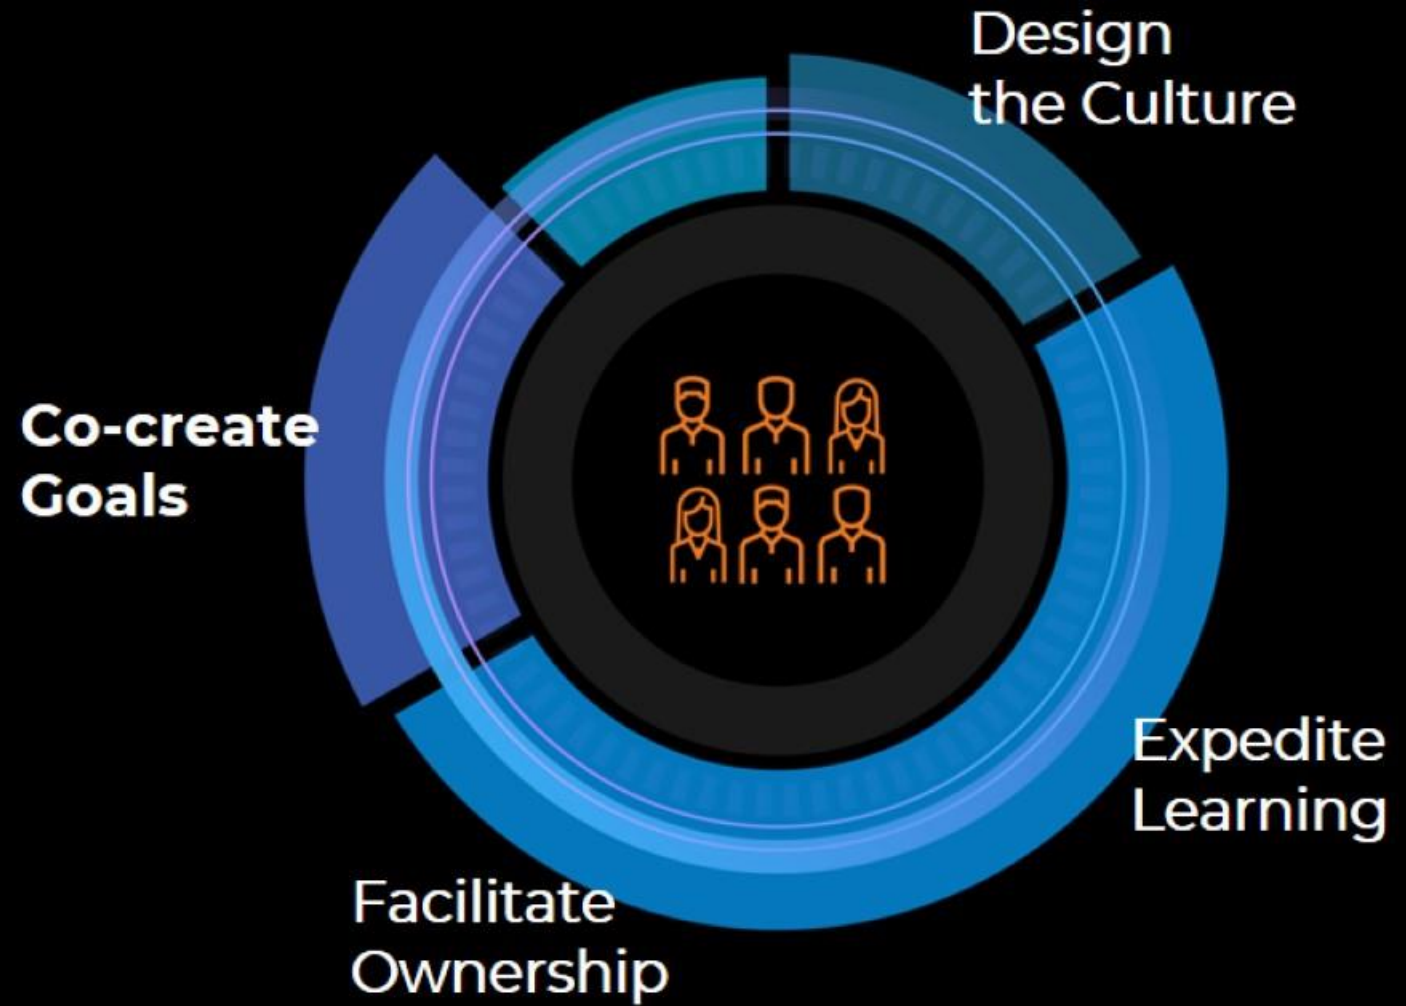 Design
the Culture
Co-create
Goals
Expedite
Learning
Facilitate
Ownership